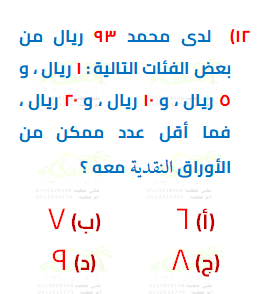 ١٢) لدى محمد ٩٣ ريال من
بعض الفئات التالية : ١ ريال ، و
٥ ريال ، و ١٠ ريال ، و ٢٠ ريال ،
فما أقل عدد ممكن من
الأوراق النقدية معه ؟
(أ) ٦ (ب) ٧
(ج) ٨ (د) ٩